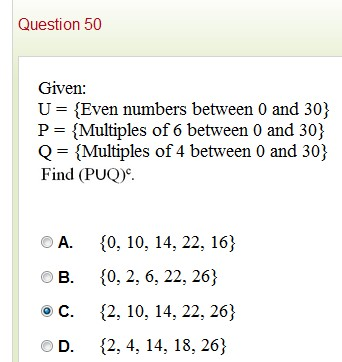 Question 50
Given:
U = {Even numbers between 0 and 30}
P = {Multiples of 6 between 0 and 30}
Q = {Multiples of 4 between 0 and 30}
Find (PUQ)ᶜ.
A. {0, 10, 14, 22, 16}
B. {0, 2, 6, 22, 26}
C. {2, 10, 14, 22, 26}
D. {2, 4, 14, 18, 26}